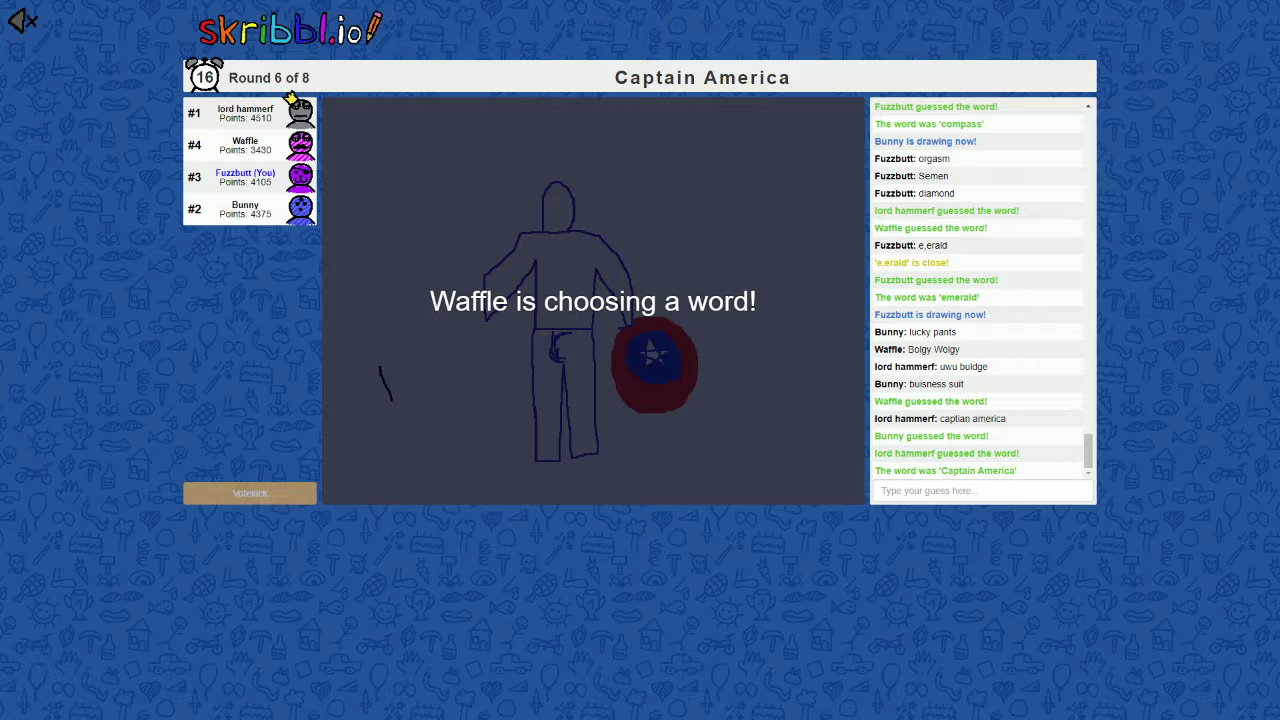 skribbl.io
16
Round 6 of 8
Captain America
#1
lord hammerf
Points: 4510
#4
Waffle
Points: 3430
#3
Fuzzbutt (You)
Points: 4105
#2
Bunny
Points: 4375
Votekick
Waffle is choosing a word!
Fuzzbutt guessed the word!
The word was 'compass'
Bunny is drawing now!
Fuzzbutt: orgasm
Fuzzbutt: Semen
Fuzzbutt: diamond
lord hammerf guessed the word!
Waffle guessed the word!
Fuzzbutt: e,erald
'e,erald' is close!
Fuzzbutt guessed the word!
The word was 'emerald'
Fuzzbutt is drawing now!
Bunny: lucky pants
Waffle: Bolgy Wolgy
lord hammerf: uwu buldge
Bunny: buisness suit
Waffle guessed the word!
lord hammerf: captian america
Bunny guessed the word!
lord hammerf guessed the word!
The word was 'Captain America'
Type your guess here...